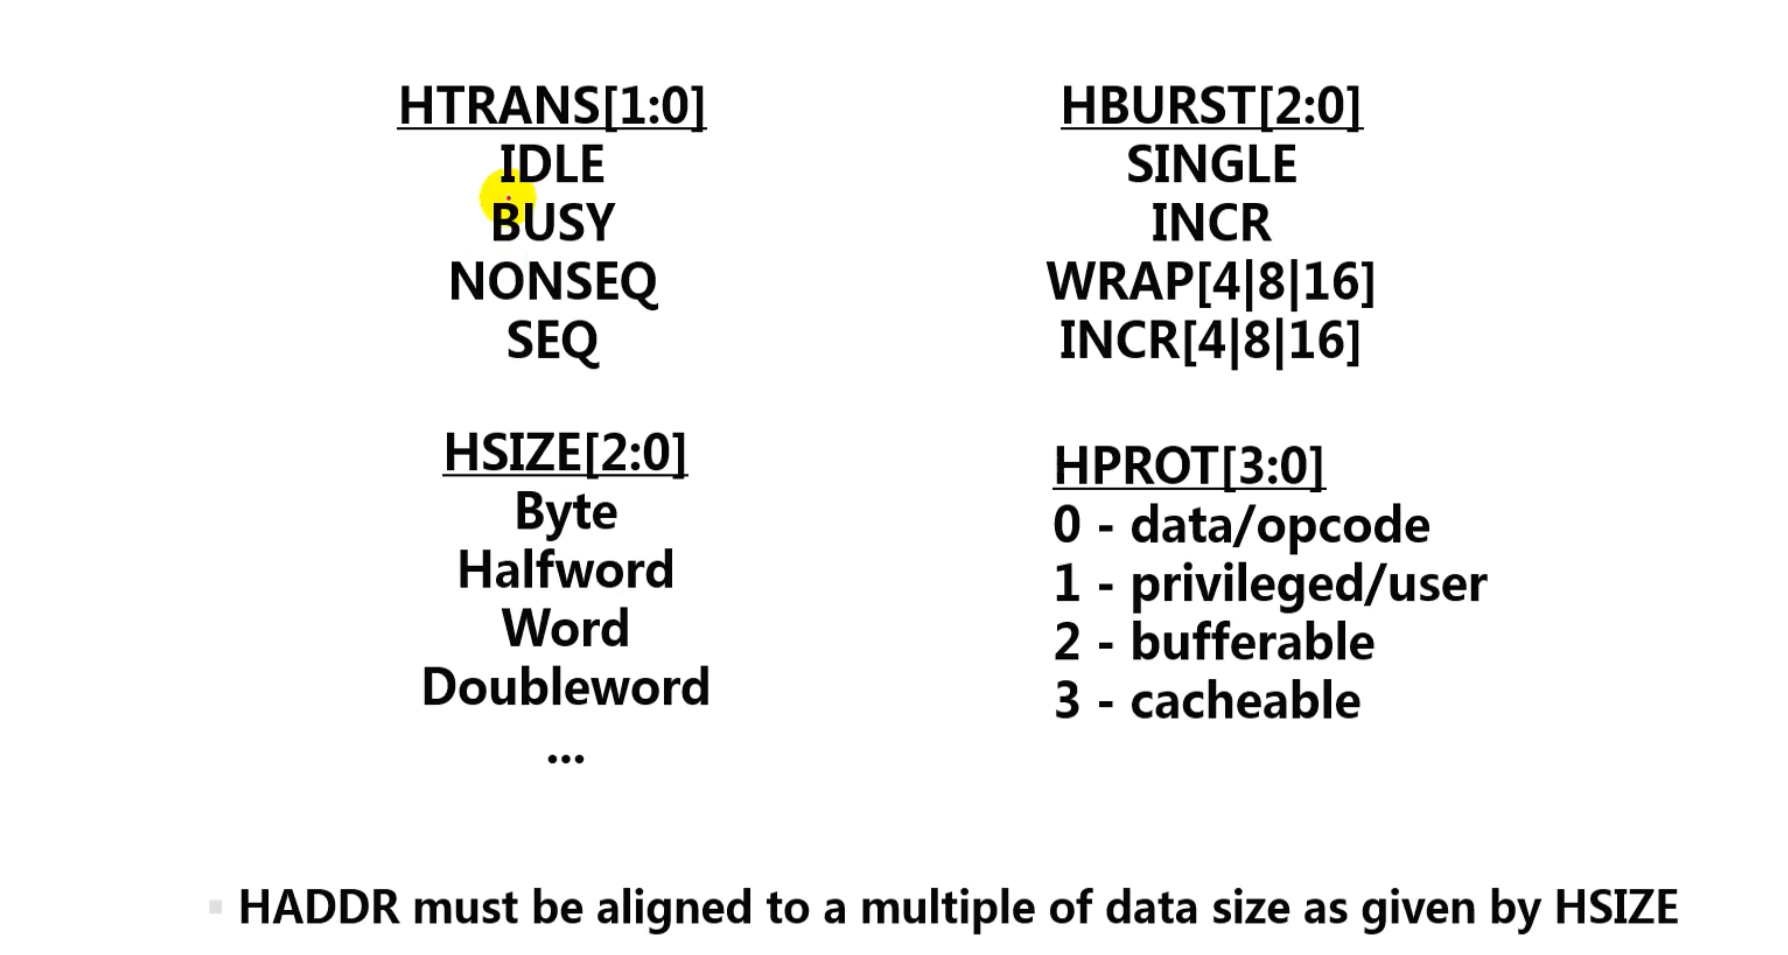 HTRANS[1:0]
IDLE
BUSY
NONSEQ
SEQ
HBURST[2:0]
SINGLE
INCR
WRAP[4|8|16]
INCR[4|8|16]
HSIZE[2:0]
Byte
Halfword
Word
Doubleword
...
HPROT[3:0]
0 - data/opcode
1 - privileged/user
2 - bufferable
3 - cacheable
HADDR must be aligned to a multiple of data size as given by HSIZE